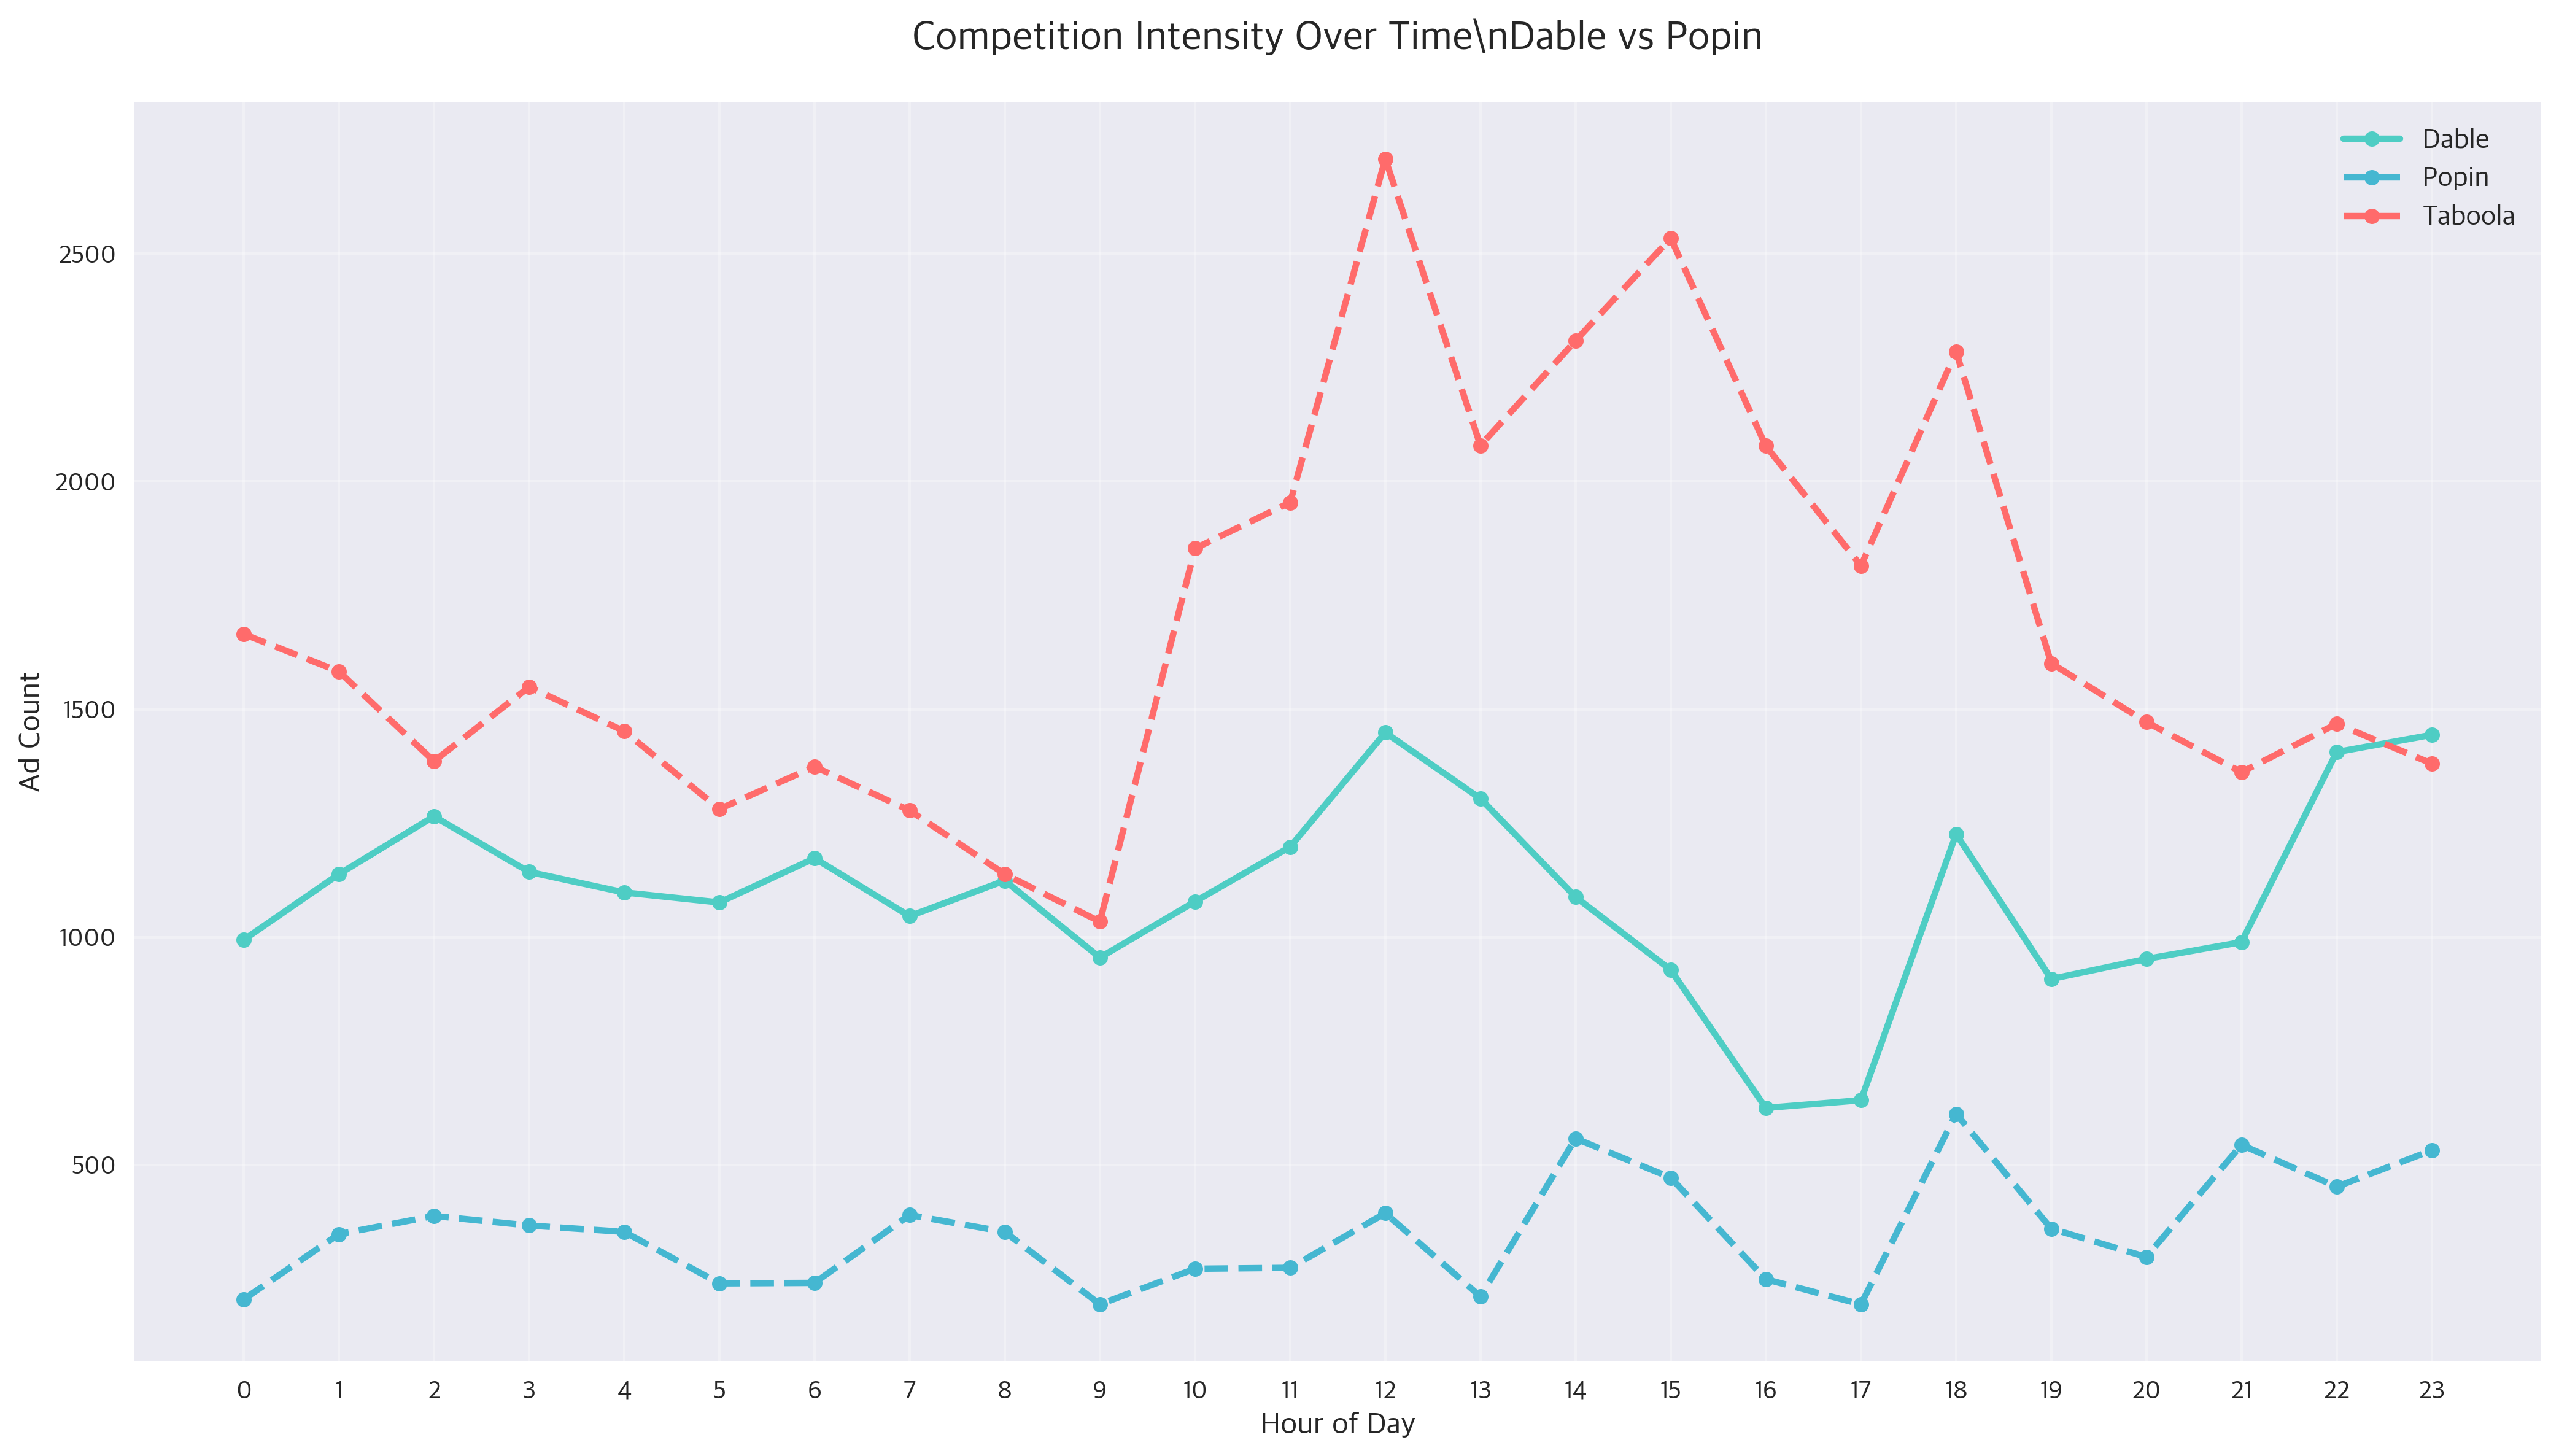 Competition Intensity Over Time\nDable vs Popin
Dable
Popin
Taboola
2500
2000
1500
1000
500
Ad Count
0 1 2 3 4 5 6 7 8 9 10 11 12 13 14 15 16 17 18 19 20 21 22 23
Hour of Day